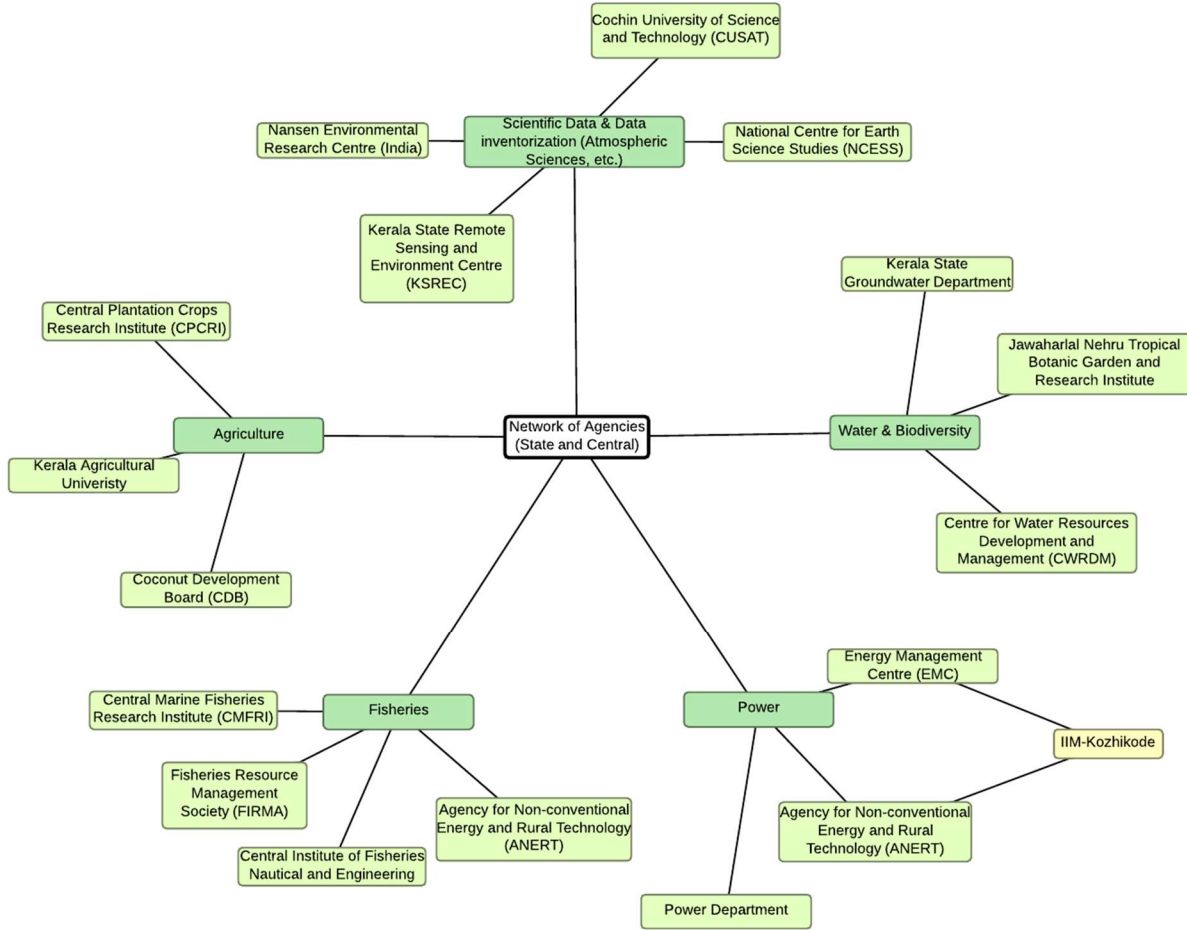 Cochin University of Science
and Technology (CUSAT)
Nansen Environmental
Research Centre (India)
Scientific Data & Data
inventorization (Atmospheric
Sciences, etc.)
National Centre for Earth
Science Studies (NCESS)
Kerala State Remote
Sensing and
Environment Centre
(KSREC)
Kerala State
Groundwater Department
Central Plantation Crops
Research Institute (CPCRI)
Jawaharlal Nehru Tropical
Botanic Garden and
Research Institute
Agriculture
Network of Agencies
(State and Central)
Water & Biodiversity
Kerala Agricultural
Univeristy
Centre for Water Resources
Development and
Management (CWRDM)
Coconut Development
Board (CDB)
Energy Management
Centre (EMC)
Central Marine Fisheries
Research Institute (CMFRI)
Fisheries
Power
IIM-Kozhikode
Fisheries Resource
Management
Society (FIRMA)
Agency for Non-conventional
Energy and Rural Technology
(ANERT)
Agency for Non-conventional
Energy and Rural
Technology (ANERT)
Central Institute of Fisheries
Nautical and Engineering
Power Department